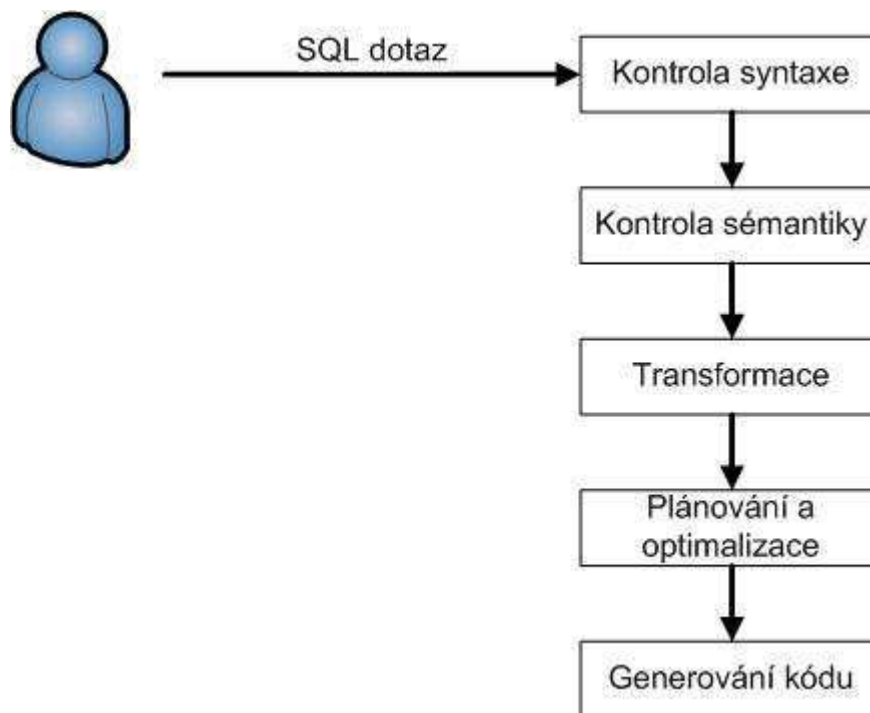 SQL dotaz
Kontrola syntaxe
Kontrola sémantiky
Transformace
Plánování a
optimalizace
Generování kódu